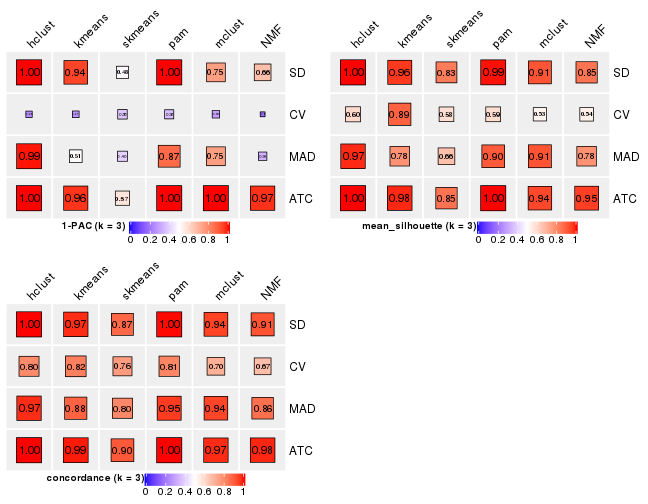 hclust kmeans skmeans pam mclust NMF
1.00 0.94 0.48 1.00 0.75 0.66 SD
CV
0.99 0.51 0.87 0.75 MAD
1.00 0.96 0.57 1.00 1.00 0.97 ATC
1-PAC (k = 3)
0 0.2 0.4 0.6 0.8 1
hclust kmeans skmeans pam mclust NMF
1.00 0.96 0.83 0.99 0.91 0.85 SD
0.60 0.89 0.58 0.59 0.53 0.54 CV
0.97 0.78 0.66 0.90 0.91 0.78 MAD
1.00 0.98 0.85 1.00 0.94 0.95 ATC
mean_silhouette (k = 3)
0 0.2 0.4 0.6 0.8 1
hclust kmeans skmeans pam mclust NMF
1.00 0.97 0.87 1.00 0.94 0.91 SD
0.80 0.82 0.76 0.81 0.70 0.67 CV
0.97 0.88 0.80 0.95 0.94 0.86 MAD
1.00 0.99 0.90 1.00 0.97 0.98 ATC
concordance (k = 3)
0 0.2 0.4 0.6 0.8 1